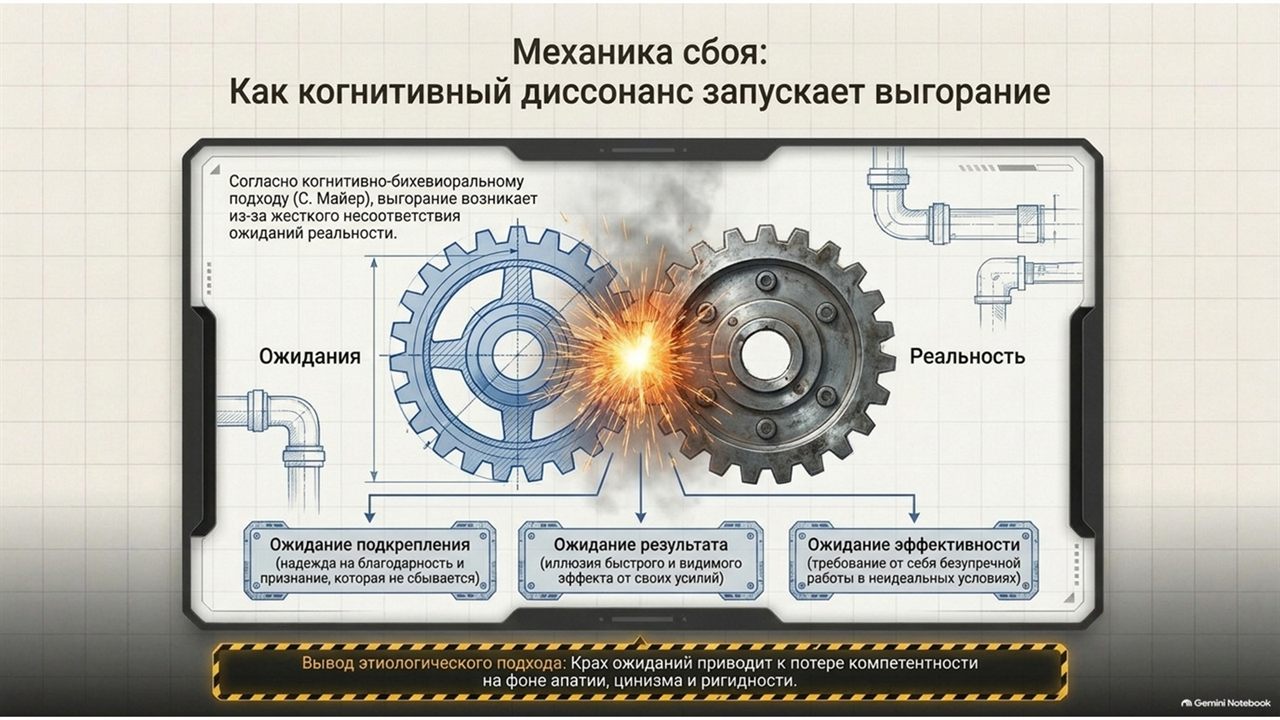 Механика сбоя:
Как когнитивный диссонанс запускает выгорание
Согласно когнитивно-бихевиоральному
подходу (С. Майер), выгорание возникает
из-за жесткого несоответствия
ожиданий реальности.
Ожидания
Реальность
Ожидание подкрепления
(надежда на благодарность и
признание, которая не сбывается)
Ожидание результата
(иллюзия быстрого и видимого
эффекта от своих усилий)
Ожидание эффективности
(требование от себя безупречной
работы в неидеальных условиях)
Вывод этиологического подхода: Крах ожиданий приводит к потере компетентности
на фоне апатии, цинизма и ригидности.
Gemini Notebook